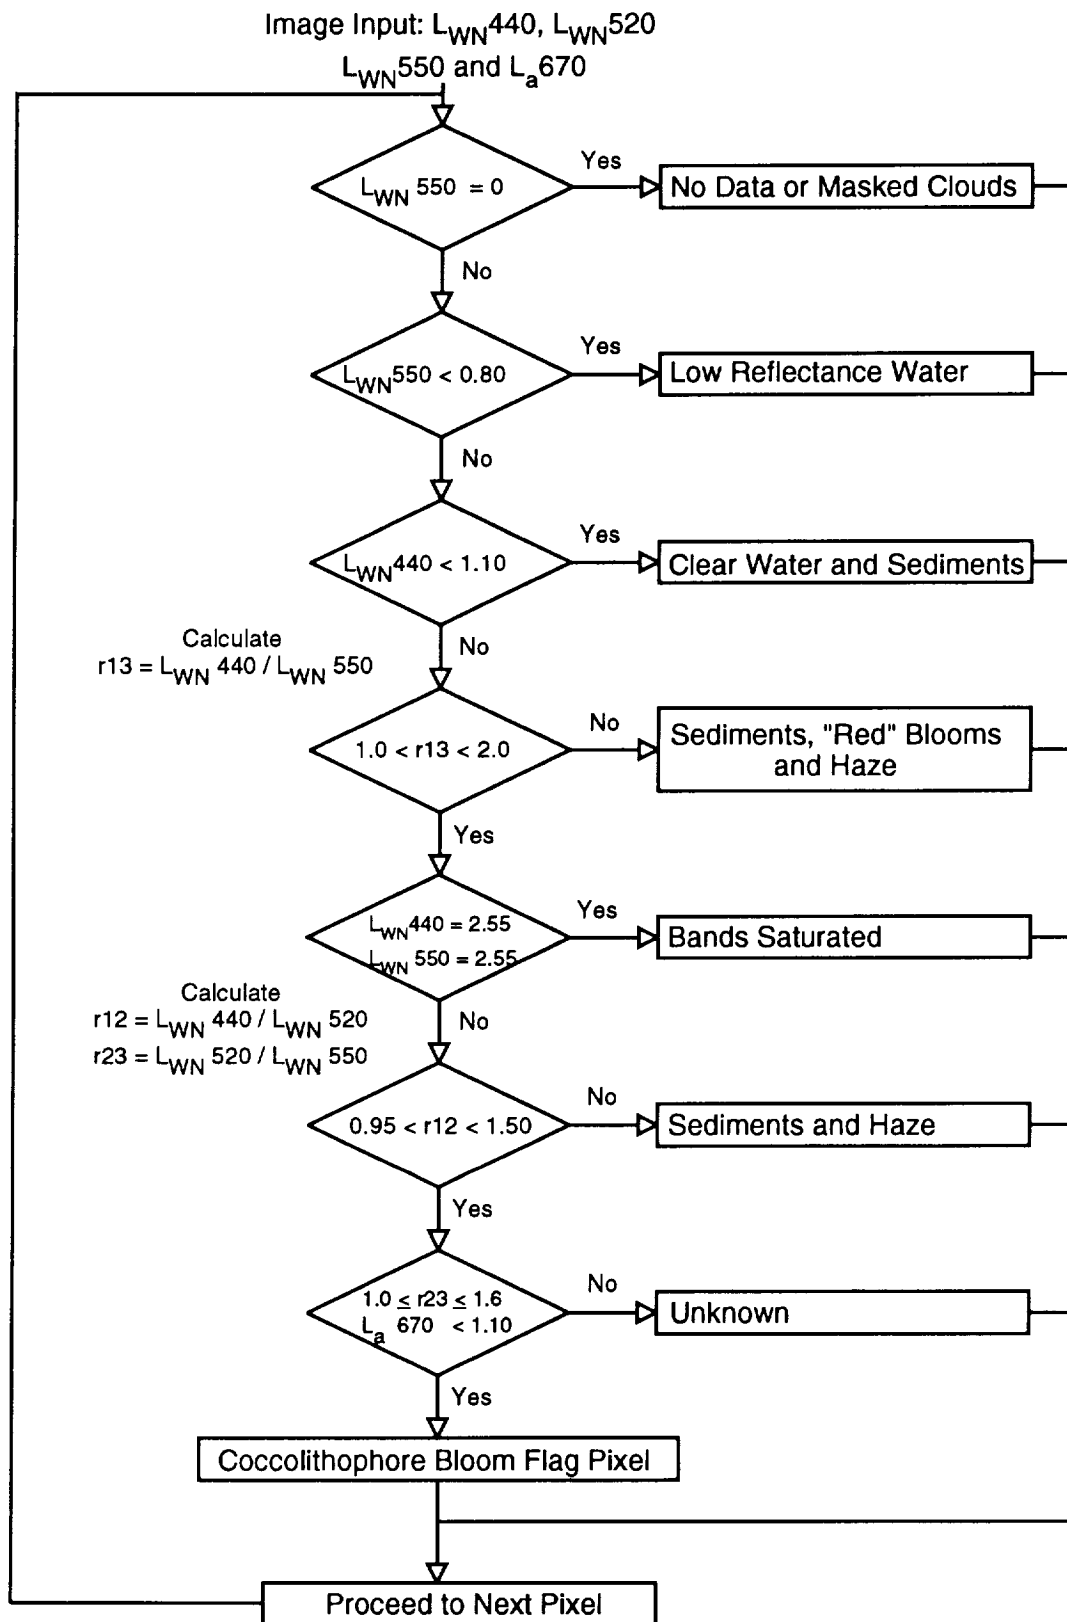 Image Input: LWN440, LWN520
LWN550 and La670
LWN 550 = 0
Yes
No Data or Masked Clouds
No
LWN550 < 0.80
Yes
Low Reflectance Water
No
LWN440 < 1.10
Yes
Clear Water and Sediments
No
Calculate
r13 = LWN 440 / LWN 550
1.0 < r13 < 2.0
No
Sediments, "Red" Blooms
and Haze
Yes
LWN440 = 2.55
LWN 550 = 2.55
Yes
Bands Saturated
No
Calculate
r12 = LWN 440 / LWN 520
r23 = LWN 520 / LWN 550
0.95 < r12 < 1.50
No
Sediments and Haze
Yes
1.0 ≤ r23 ≤ 1.6
La 670 < 1.10
No
Unknown
Yes
Coccolithophore Bloom Flag Pixel
Proceed to Next Pixel